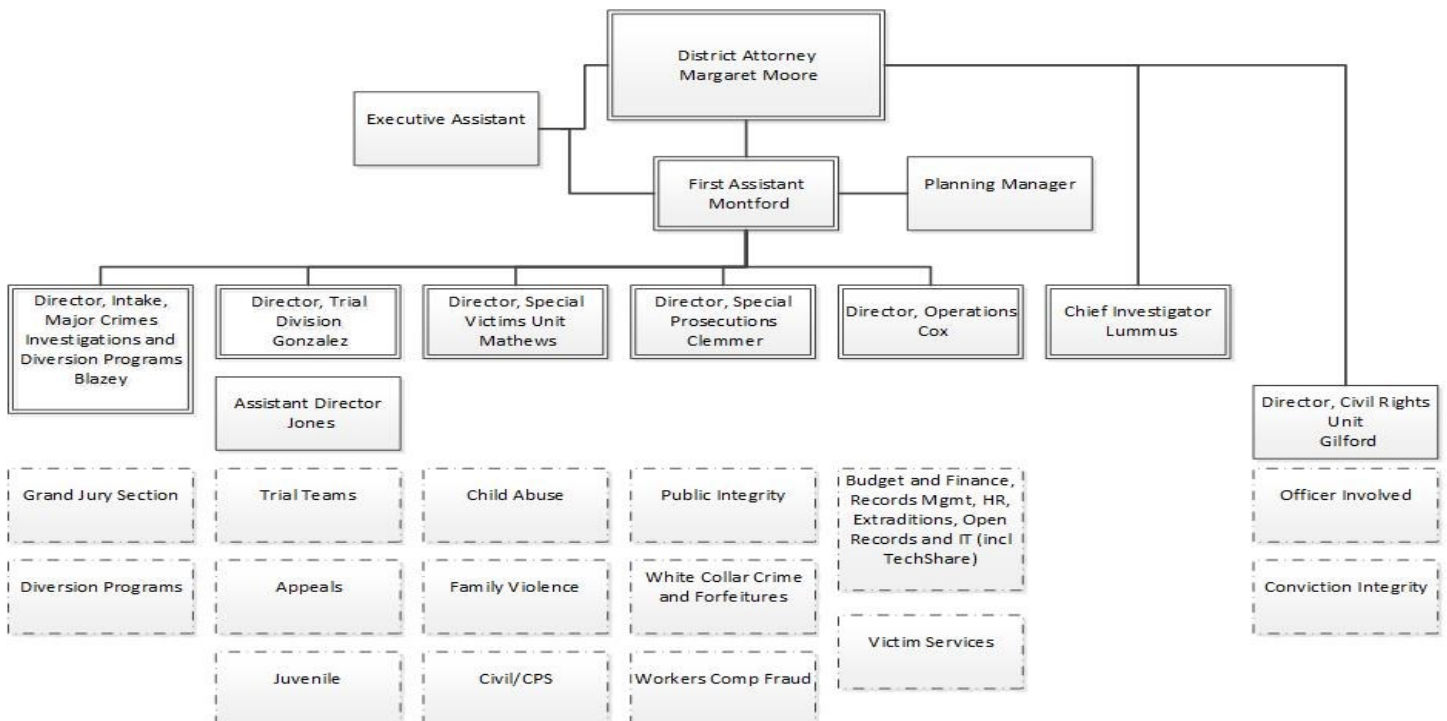 District Attorney
Margaret Moore
Executive Assistant
First Assistant
Montford
Planning Manager
Director, Intake,
Major Crimes
Investigations and
Diversion Programs
Blazey
Director, Trial
Division
Gonzalez
Director, Special
Victims Unit
Mathews
Director, Special
Prosecutions
Clemmer
Director, Operations
Cox
Chief Investigator
Lummus
Assistant Director
Jones
Director, Civil Rights
Unit
Gilford
Grand Jury Section
Trial Teams
Child Abuse
Public Integrity
Budget and Finance,
Records Mgmt, HR,
Extraditions, Open
Records and IT (incl
TechShare)
Officer Involved
Diversion Programs
Appeals
Family Violence
White Collar Crime
and Forfeitures
Conviction Integrity
Victim Services
Juvenile
Civil/CPS
Workers Comp Fraud